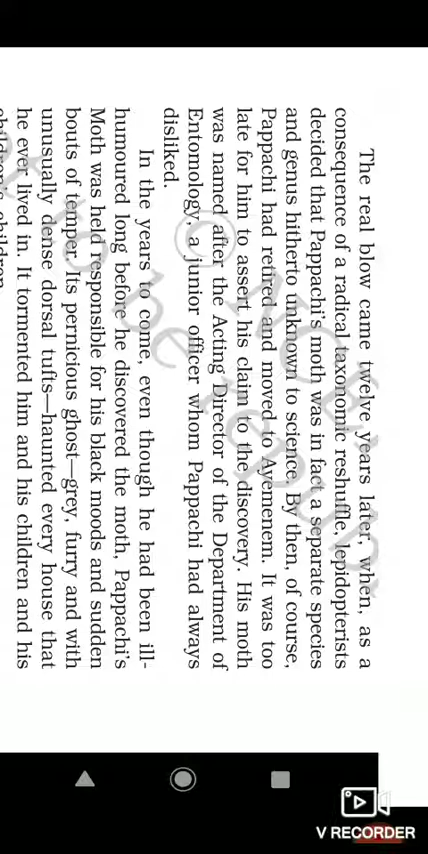 The real blow came twelve years later, when, as a
consequence of a radical taxonomic reshuffle, lepidopterists
decided that Pappachi's moth was in fact a separate species
and genus hitherto unknown to science. By then, of course,
Pappachi had retired and moved to Ayemenem. It was too
late for him to assert his claim to the discovery. His moth
was named after the Acting Director of the Department of
Entomology, a junior officer whom Pappachi had always
disliked.
In the years to come, even though he had been ill-
humoured long before he discovered the moth, Pappachi's
Moth was held responsible for his black moods and sudden
bouts of temper. Its pernicious ghost—grey, furry and with
unusually dense dorsal tufts—haunted every house that
he ever lived in. It tormented him and his children and his
children's children.
© NCE
not to be repub
V RECORDER